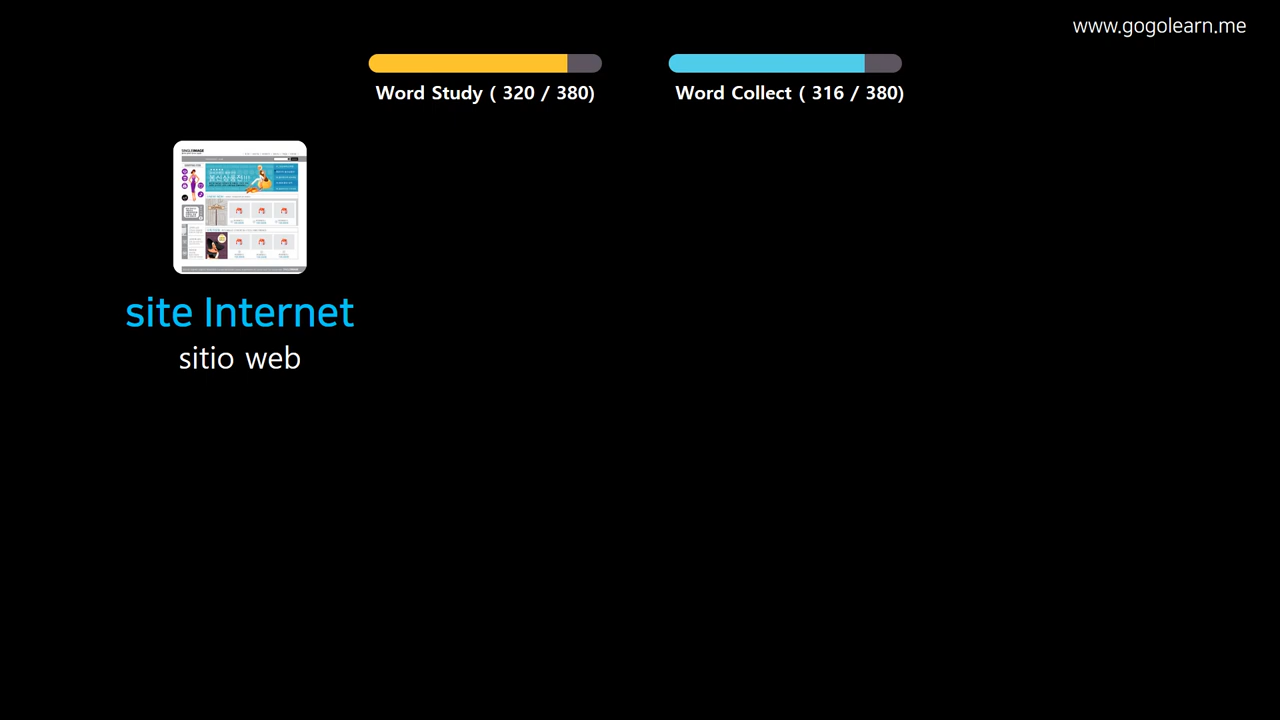 www.gogolearn.me
Word Study ( 320 / 380)
Word Collect ( 316 / 380)
site Internet
sitio web